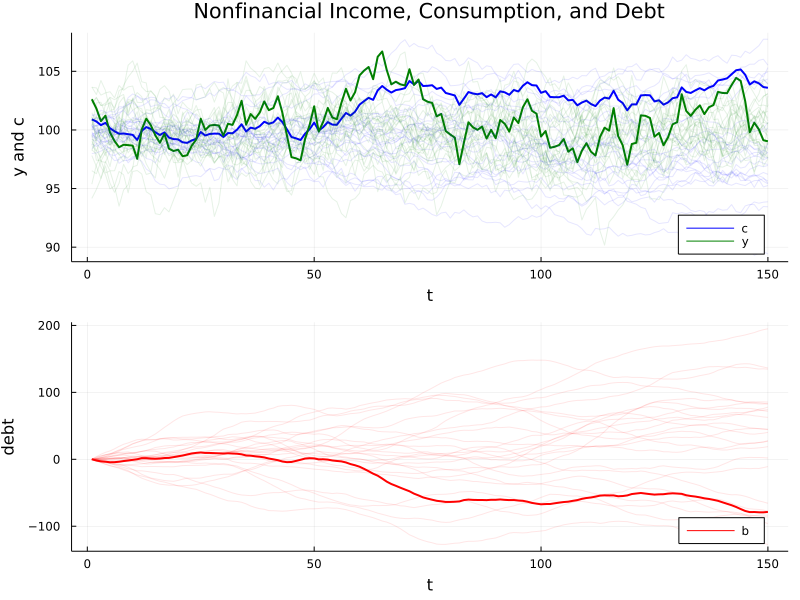 Nonfinancial Income, Consumption, and Debt
y and c
105
100
95
90
c
y
0
50
100
150
t
debt
200
100
0
−100
b
0
50
100
150
t